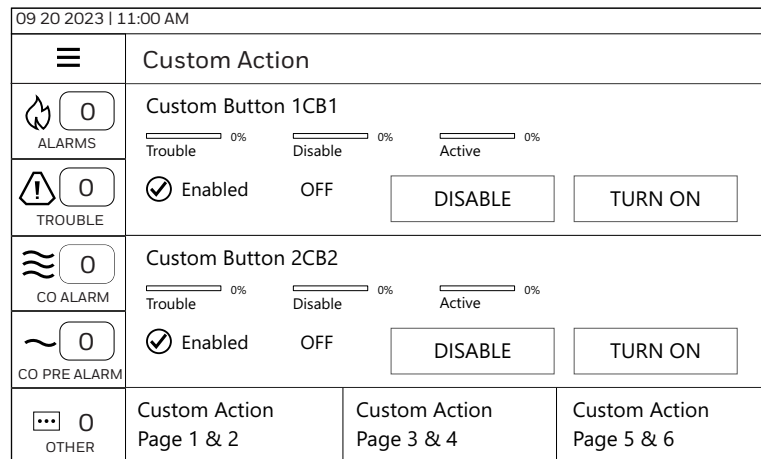 09 20 2023 | 11:00 AM
Custom Action
0
ALARMS
0
TROUBLE
0
CO ALARM
0
CO PRE ALARM
0
OTHER
Custom Button 1CB1
0% 0% 0%
Trouble Disable Active
Enabled OFF DISABLE TURN ON
Custom Button 2CB2
0% 0% 0%
Trouble Disable Active
Enabled OFF DISABLE TURN ON
Custom Action
Page 1 & 2
Custom Action
Page 3 & 4
Custom Action
Page 5 & 6